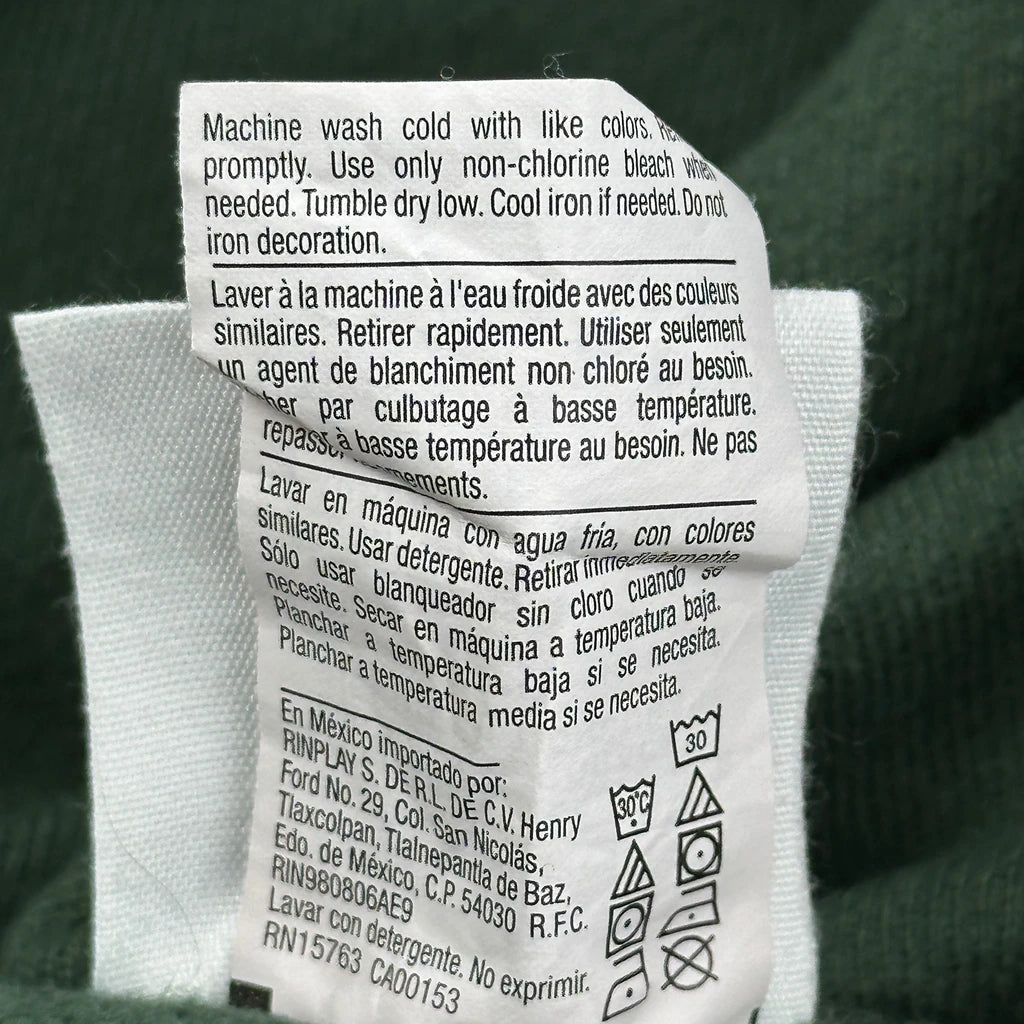 Machine wash cold with like colors.
promptly. Use only non-chlorine bleach when
needed. Tumble dry low. Cool iron if needed. Do not
iron decoration.
Laver à la machine à l'eau froide avec des couleurs
similaires. Retirer rapidement. Utiliser seulement
un agent de blanchiment non chloré au besoin.
par culbutage à basse température.
à basse température au besoin. Ne pas
Lavar en máquina con agua fría, con colores
similares. Usar detergente. Retirar inmediatamente.
Sólo usar blanqueador sin cloro cuando se
necesite. Secar en máquina a temperatura baja.
Planchar a temperatura baja si se necesita.
Planchar a temperatura media si se necesita.
En México importado por:
RINPLAY S. DE R.L. DE C.V. Henry
Ford No. 29, Col. San Nicolás,
Tlaxcolpan, Tlalnepantla de Baz,
Edo. de México, C.P. 54030 R.F.C.
RIN980806AE9
Lavar con detergente. No exprimir.
RN15763 CA00153
30
30°C